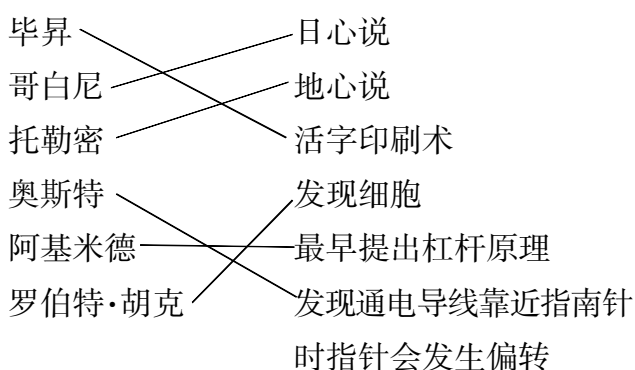 毕昇 日心说
哥白尼 地心说
托勒密 活字印刷术
奥斯特 发现细胞
阿基米德 最早提出杠杆原理
罗伯特·胡克 发现通电导线靠近指南针
时指针会发生偏转